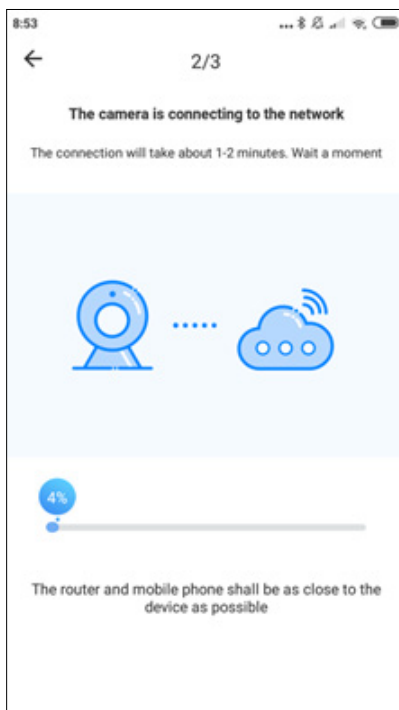 8:53
2/3
The camera is connecting to the network
The connection will take about 1-2 minutes. Wait a moment
4%
The router and mobile phone shall be as close to the
device as possible